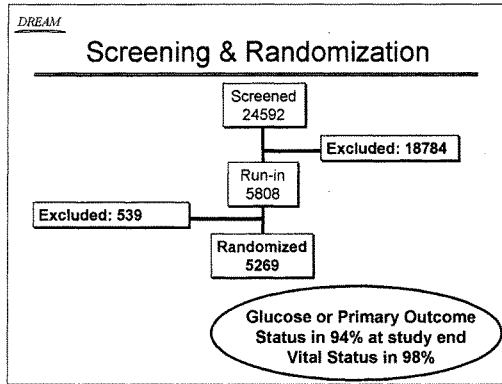 DREAM
Screening & Randomization
Screened
24592
Excluded: 18784
Run-in
5808
Excluded: 539
Randomized
5269
Glucose or Primary Outcome
Status in 94% at study end
Vital Status in 98%